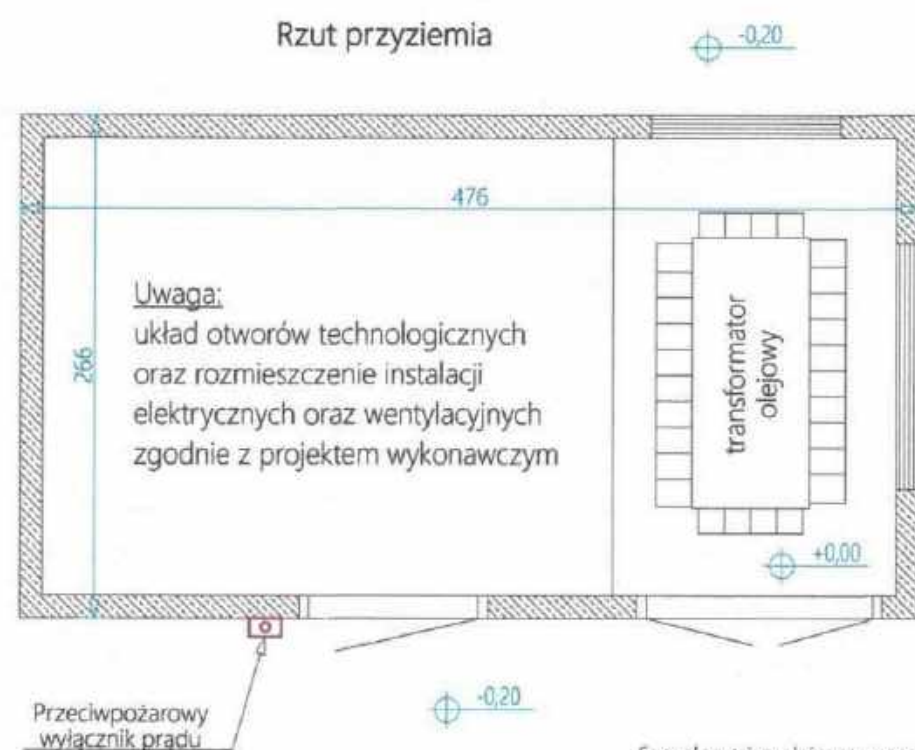 Rzut przyziemia
-0,20
476
Uwaga:
układ otworów technologicznych
oraz rozmieszczenie instalacji
elektrycznych oraz wentylacyjnych
zgodnie z projektem wykonawczym
266
transformator
olejowy
+0,00
-0,20
Przeciwpożarowy
wyłącznik prądu